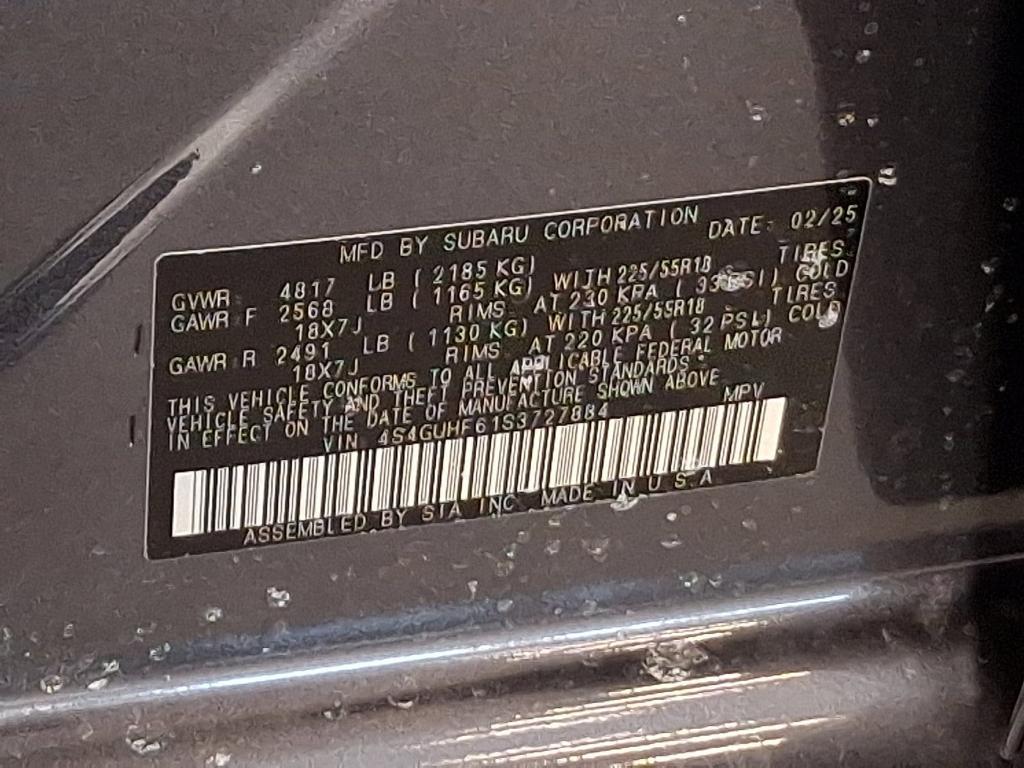 MFD BY SUBARU CORPORATION DATE: 02/25
GVWR 4817 LB ( 2185 KG)
GAWR F 2568 LB ( 1165 KG) WITH 225/55R18 TIRES
18X7J RIMS AT 230 KPA ( 33 PSI) COLD
GAWR R 2491 LB ( 1130 KG) WITH 225/55R18 TIRES
18X7J RIMS AT 220 KPA ( 32 PSI) COLD
THIS VEHICLE CONFORMS TO ALL APPLICABLE FEDERAL MOTOR
VEHICLE SAFETY AND THEFT PREVENTION STANDARDS
IN EFFECT ON THE DATE OF MANUFACTURE SHOWN ABOVE
VIN 4S4GUHF61S3727884 MPV
ASSEMBLED BY SIA INC. MADE IN U.S.A